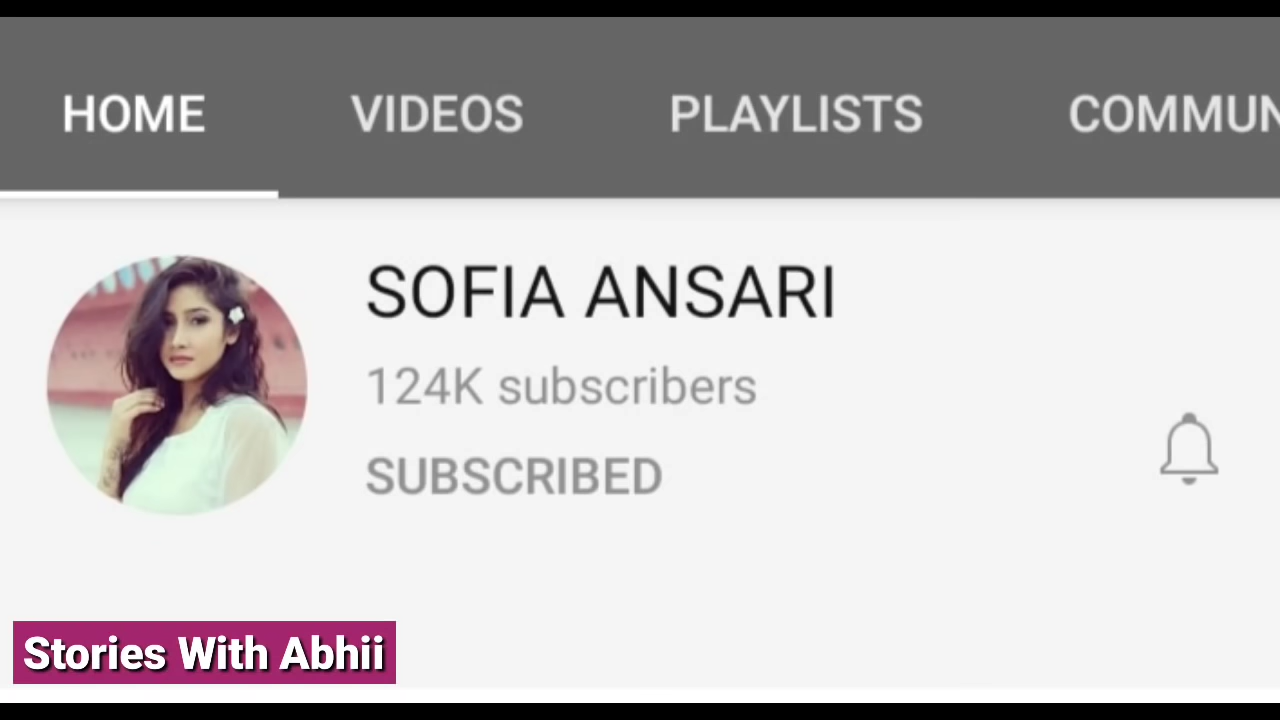 HOME VIDEOS PLAYLISTS COMMUN
SOFIA ANSARI
124K subscribers
SUBSCRIBED
Stories With Abhii